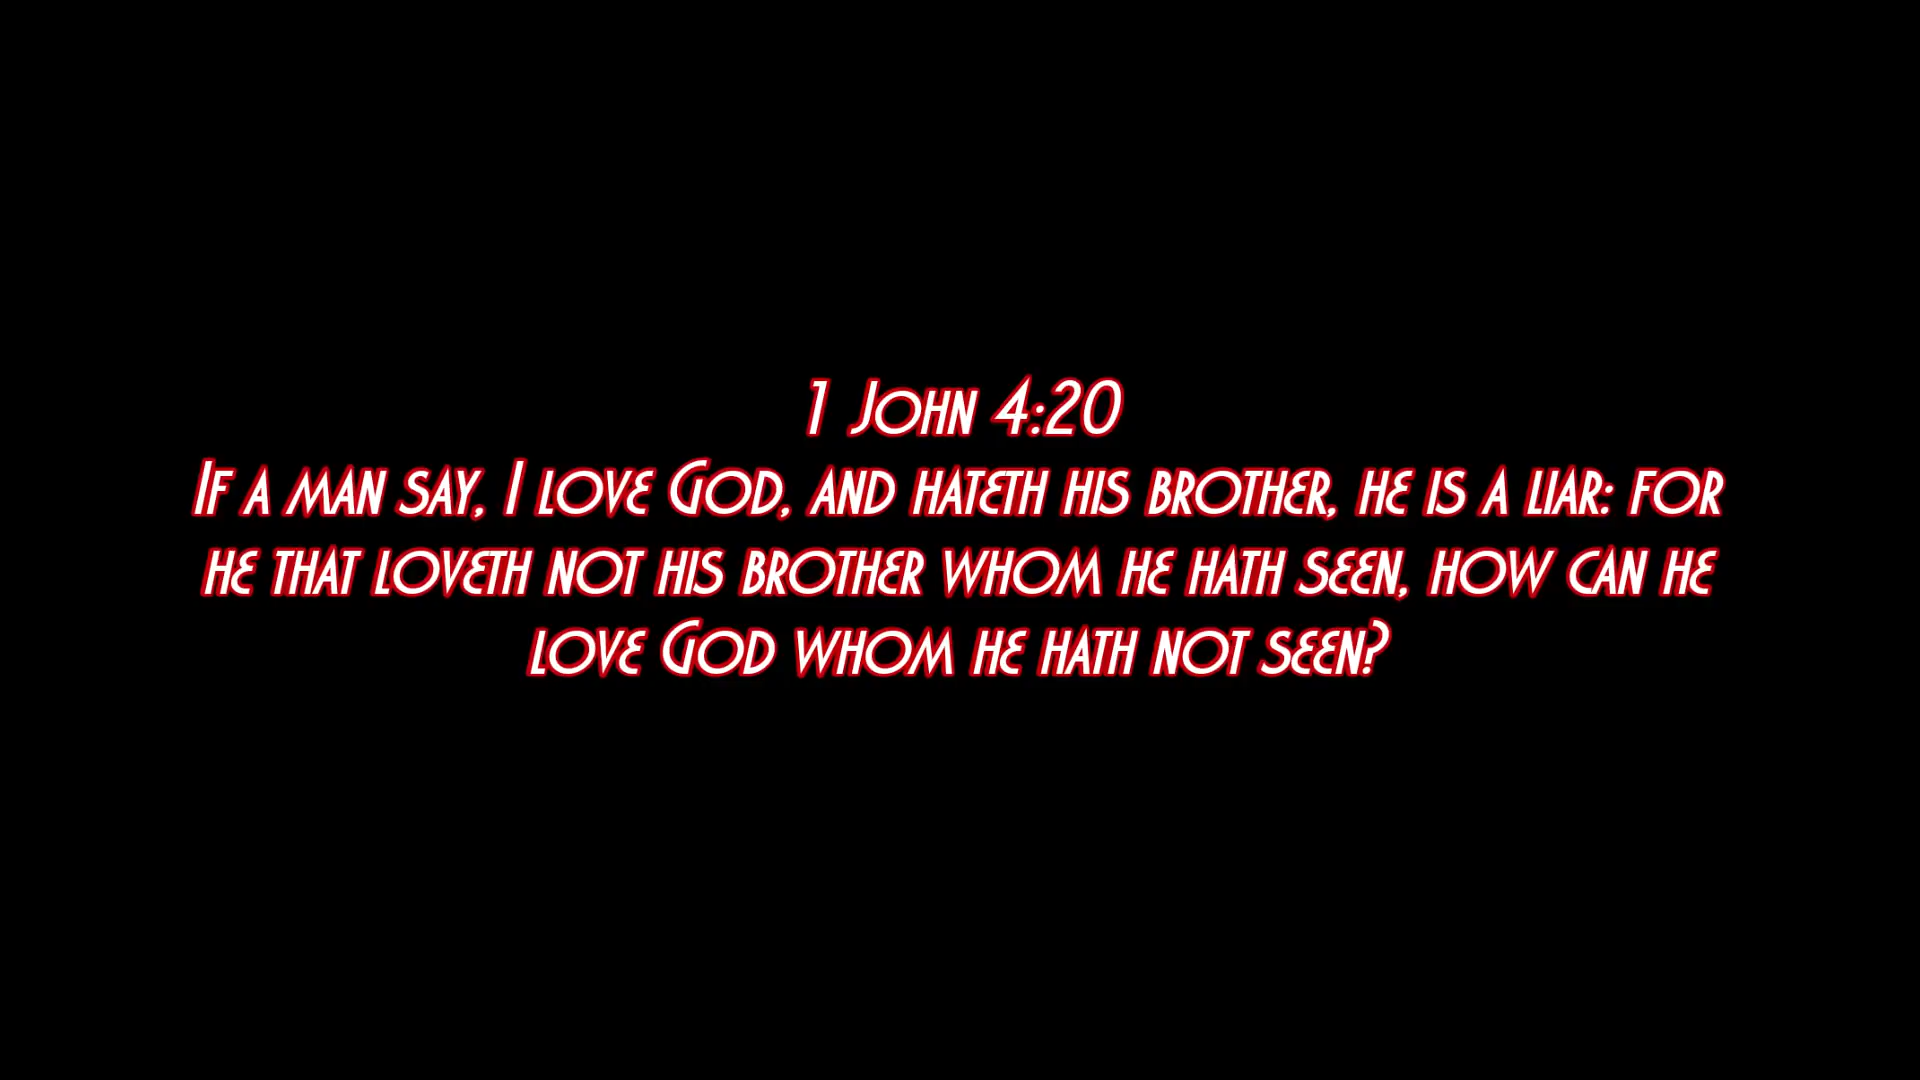 1 John 4:20
If a man say, I love God, and hateth his brother, he is a liar: for
he that loveth not his brother whom he hath seen, how can he
love God whom he hath not seen?